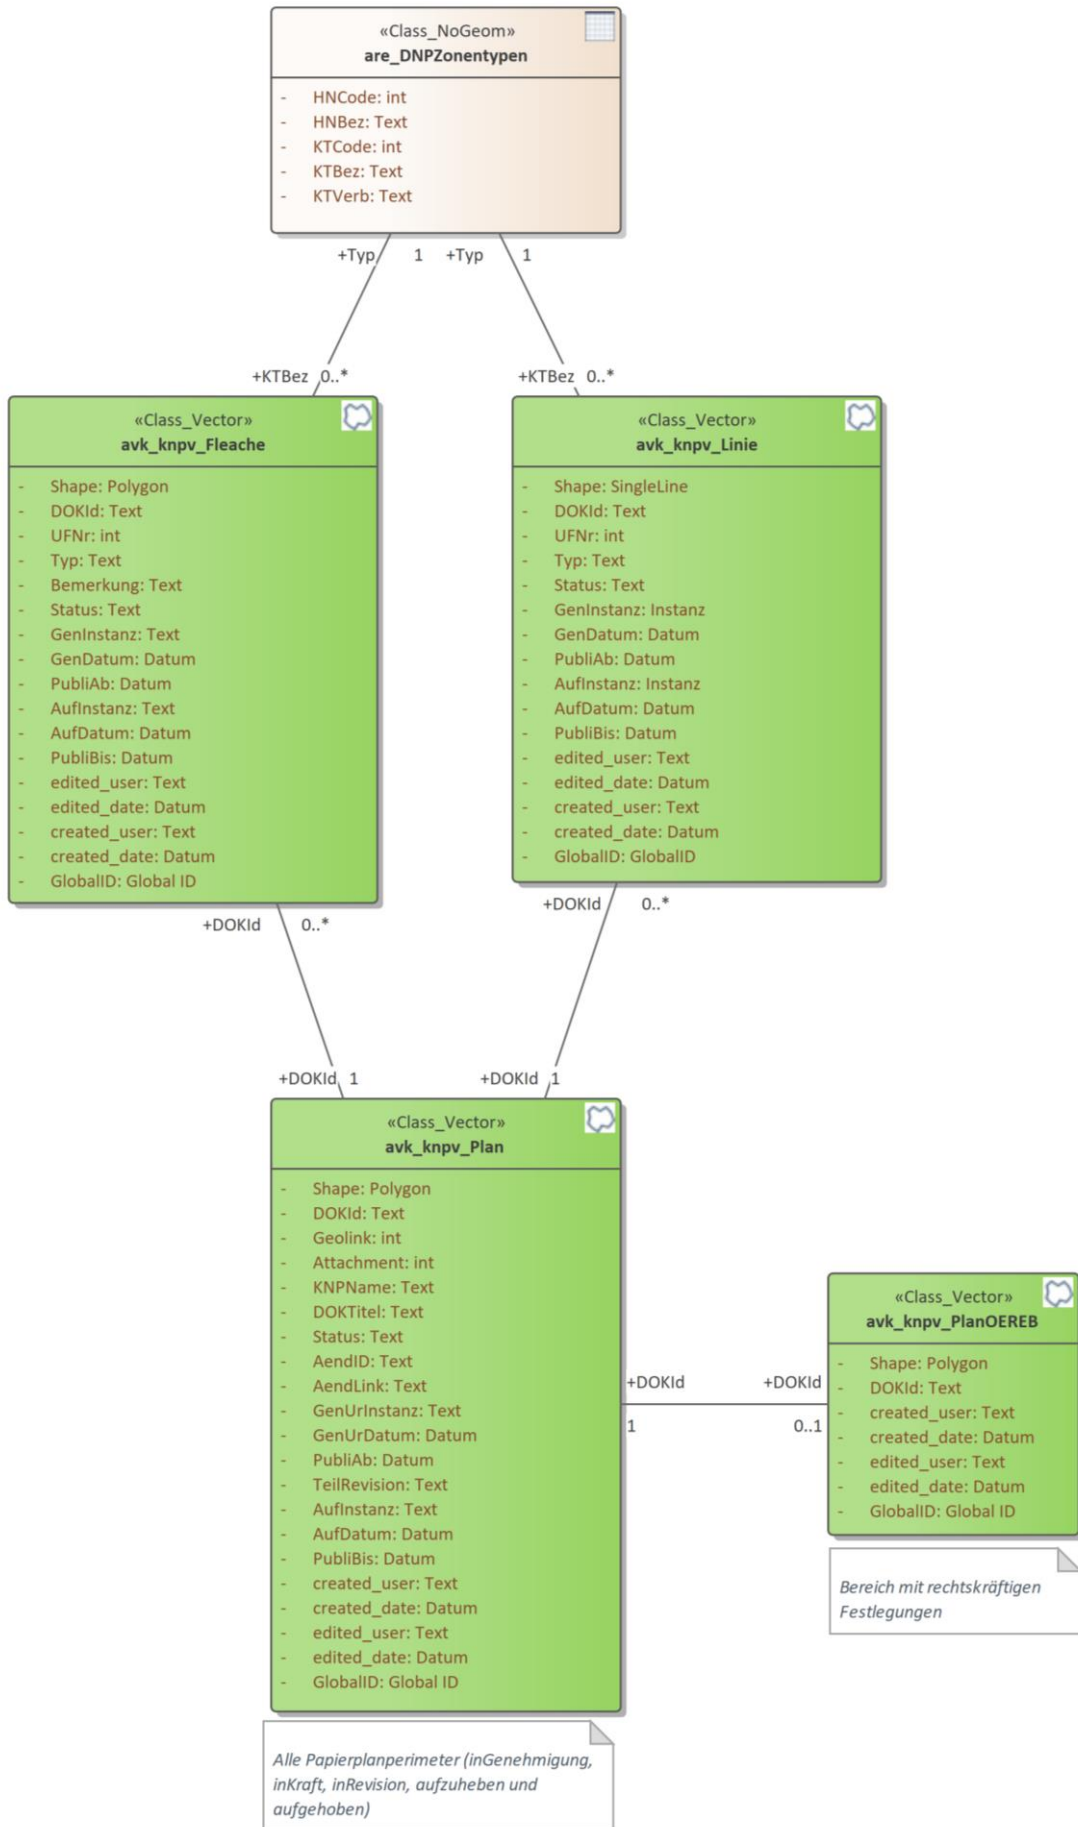 «Class_NoGeom»
are_DNPZonentypen
- HNCode: int
- HNBez: Text
- KTCode: int
- KTBez: Text
- KTVerb: Text
+Typ 1 +Typ 1
+KTBez 0..* +KTBez 0..*
«Class_Vector»
avk_knpv_Fleache
- Shape: Polygon
- DOKId: Text
- UFNr: int
- Typ: Text
- Bemerkung: Text
- Status: Text
- GenInstanz: Text
- GenDatum: Datum
- PubliAb: Datum
- AufInstanz: Text
- AufDatum: Datum
- PubliBis: Datum
- edited_user: Text
- edited_date: Datum
- created_user: Text
- created_date: Datum
- GlobalID: Global ID
«Class_Vector»
avk_knpv_Linie
- Shape: SingleLine
- DOKId: Text
- UFNr: int
- Typ: Text
- Status: Text
- GenInstanz: Instanz
- GenDatum: Datum
- PubliAb: Datum
- AufInstanz: Instanz
- AufDatum: Datum
- PubliBis: Datum
- edited_user: Text
- edited_date: Datum
- created_user: Text
- created_date: Datum
- GlobalID: GlobalID
+DOKId 0..*
+DOKId 0..*
+DOKId 1 +DOKId 1
«Class_Vector»
avk_knpv_Plan
- Shape: Polygon
- DOKId: Text
- Geolink: int
- Attachment: int
- KNPName: Text
- DOKTitel: Text
- Status: Text
- AendID: Text
- AendLink: Text
- GenUrInstanz: Text
- GenUrDatum: Datum
- PubliAb: Datum
- TeilRevision: Text
- AufInstanz: Text
- AufDatum: Datum
- PubliBis: Datum
- created_user: Text
- created_date: Datum
- edited_user: Text
- edited_date: Datum
- GlobalID: Global ID
+DOKId +DOKId
1 0..1
«Class_Vector»
avk_knpv_PlanOEREB
- Shape: Polygon
- DOKId: Text
- created_user: Text
- created_date: Datum
- edited_user: Text
- edited_date: Datum
- GlobalID: Global ID
Bereich mit rechtskräftigen
Festlegungen
Alle Papierplanperimeter (inGenehmigung,
inKraft, inRevision, aufzuheben und
aufgehoben)